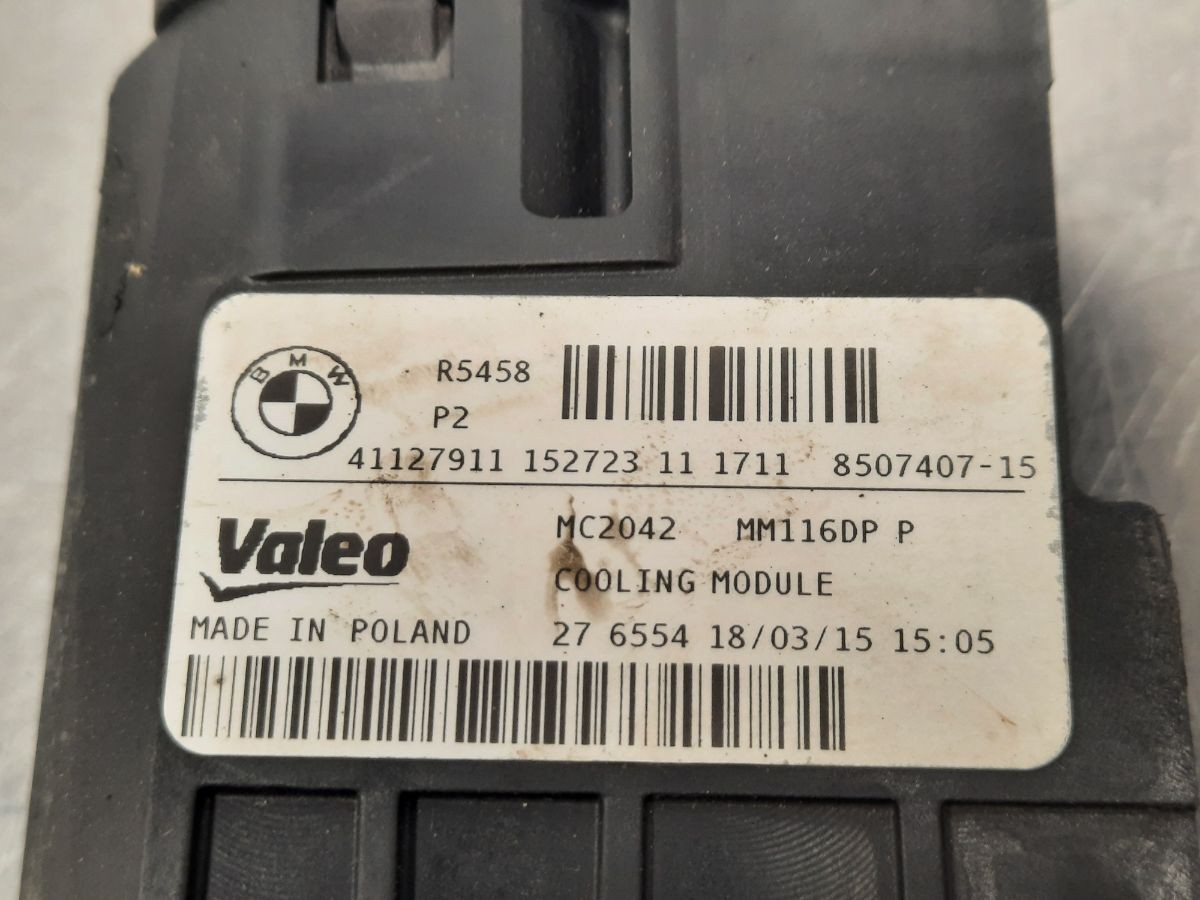 BMW
R5458
P2
41127911 152723 11 1711 8507407-15
Valeo
MC2042 MM116DP P
COOLING MODULE
MADE IN POLAND
27 6554 18/03/15 15:05